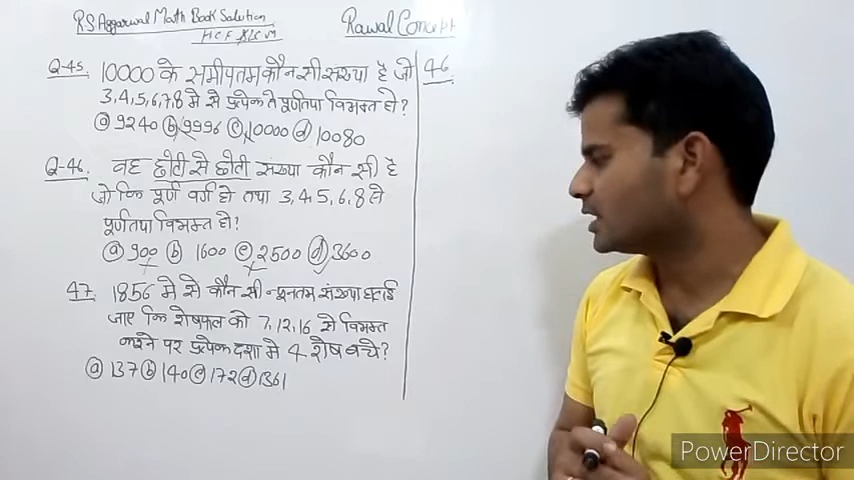 R.S Aggarwal Math Book Solution
HCF & LCM
Rawal Concept
Q-45. 10000 के समीपतम कौन सी संख्या है जो
3,4,5,6,7,8 मे से प्रत्येक से पूर्णतया विभक्त हो?
(a) 9240 (b) 9996 (c) 10000 (d) 10080
Q-46. वह छोटी से छोटी संख्या कौन सी है
जो कि पूर्ण वर्ग हो तथा 3,4,5,6,8 से
पूर्णतया विभक्त हो?
(a) 900 (b) 1600 (c) 2500 (d) 3600
47. 1856 मे से कौन सी न्यूनतम संख्या घटाई
जाए कि शेषफल को 7,12,16 से विभक्त
करने पर प्रत्येक दशा मे 4 शेष बचे?
(a) 137 (b) 140 (c) 172 (d) 1361
46.
PowerDirector